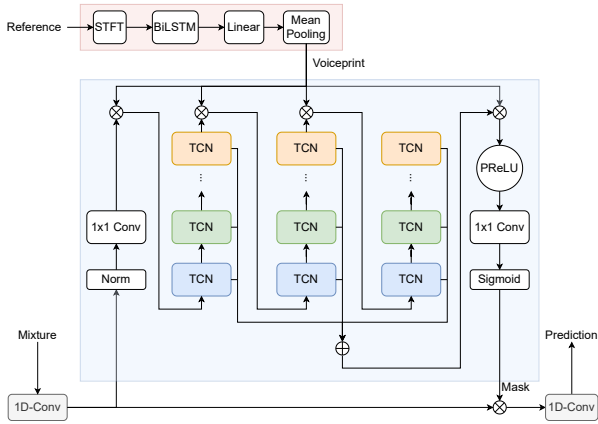 Reference
STFT
BiLSTM
Linear
Mean
Pooling
Voiceprint
TCN
TCN
TCN
PReLU
...
...
...
1x1 Conv
TCN
TCN
TCN
1x1 Conv
Norm
TCN
TCN
TCN
Sigmoid
Mixture
Prediction
Mask
1D-Conv
1D-Conv